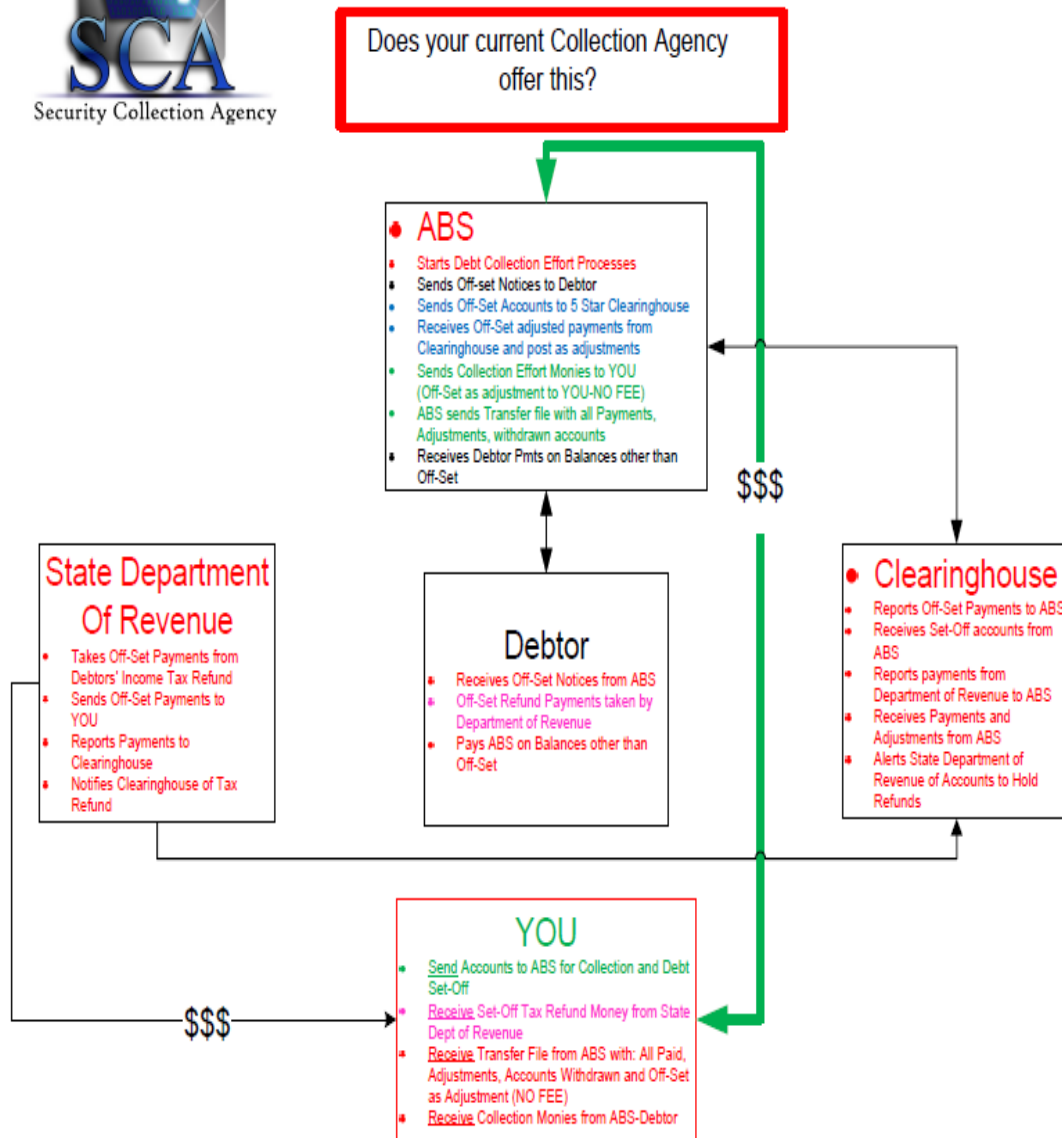 SCA
Security Collection Agency
Does your current Collection Agency
offer this?
ABS
Starts Debt Collection Effort Processes
Sends Off-set Notices to Debtor
Sends Off-Set Accounts to 5 Star Clearinghouse
Receives Off-Set adjusted payments from
Clearinghouse and post as adjustments
Sends Collection Effort Monies to YOU
(Off-Set as adjustment to YOU-NO FEE)
ABS sends Transfer file with all Payments,
Adjustments, withdrawn accounts
Receives Debtor Pmts on Balances other than
Off-Set
$$$
State Department
Of Revenue
Takes Off-Set Payments from
Debtors' Income Tax Refund
Sends Off-Set Payments to
YOU
Reports Payments to
Clearinghouse
Notifies Clearinghouse of Tax
Refund
Debtor
Receives Off-Set Notices from ABS
Off-Set Refund Payments taken by
Department of Revenue
Pays ABS on Balances other than
Off-Set
Clearinghouse
Reports Off-Set Payments to ABS
Receives Set-Off accounts from
ABS
Reports payments from
Department of Revenue to ABS
Receives Payments and
Adjustments from ABS
Alerts State Department of
Revenue of Accounts to Hold
Refunds
YOU
Send Accounts to ABS for Collection and Debt
Set-Off
Receive Set-Off Tax Refund Money from State
Dept of Revenue
Receive Transfer File from ABS with: All Paid,
Adjustments, Accounts Withdrawn and Off-Set
as Adjustment (NO FEE)
Receive Collection Monies from ABS-Debtor
$$$